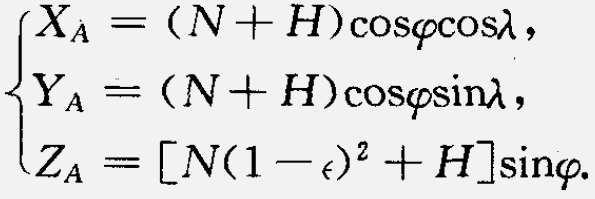 X_A = (N + H)cosφcosλ,
Y_A = (N + H)cosφsinλ,
Z_A = [N(1 − ϵ)² + H]sinφ.